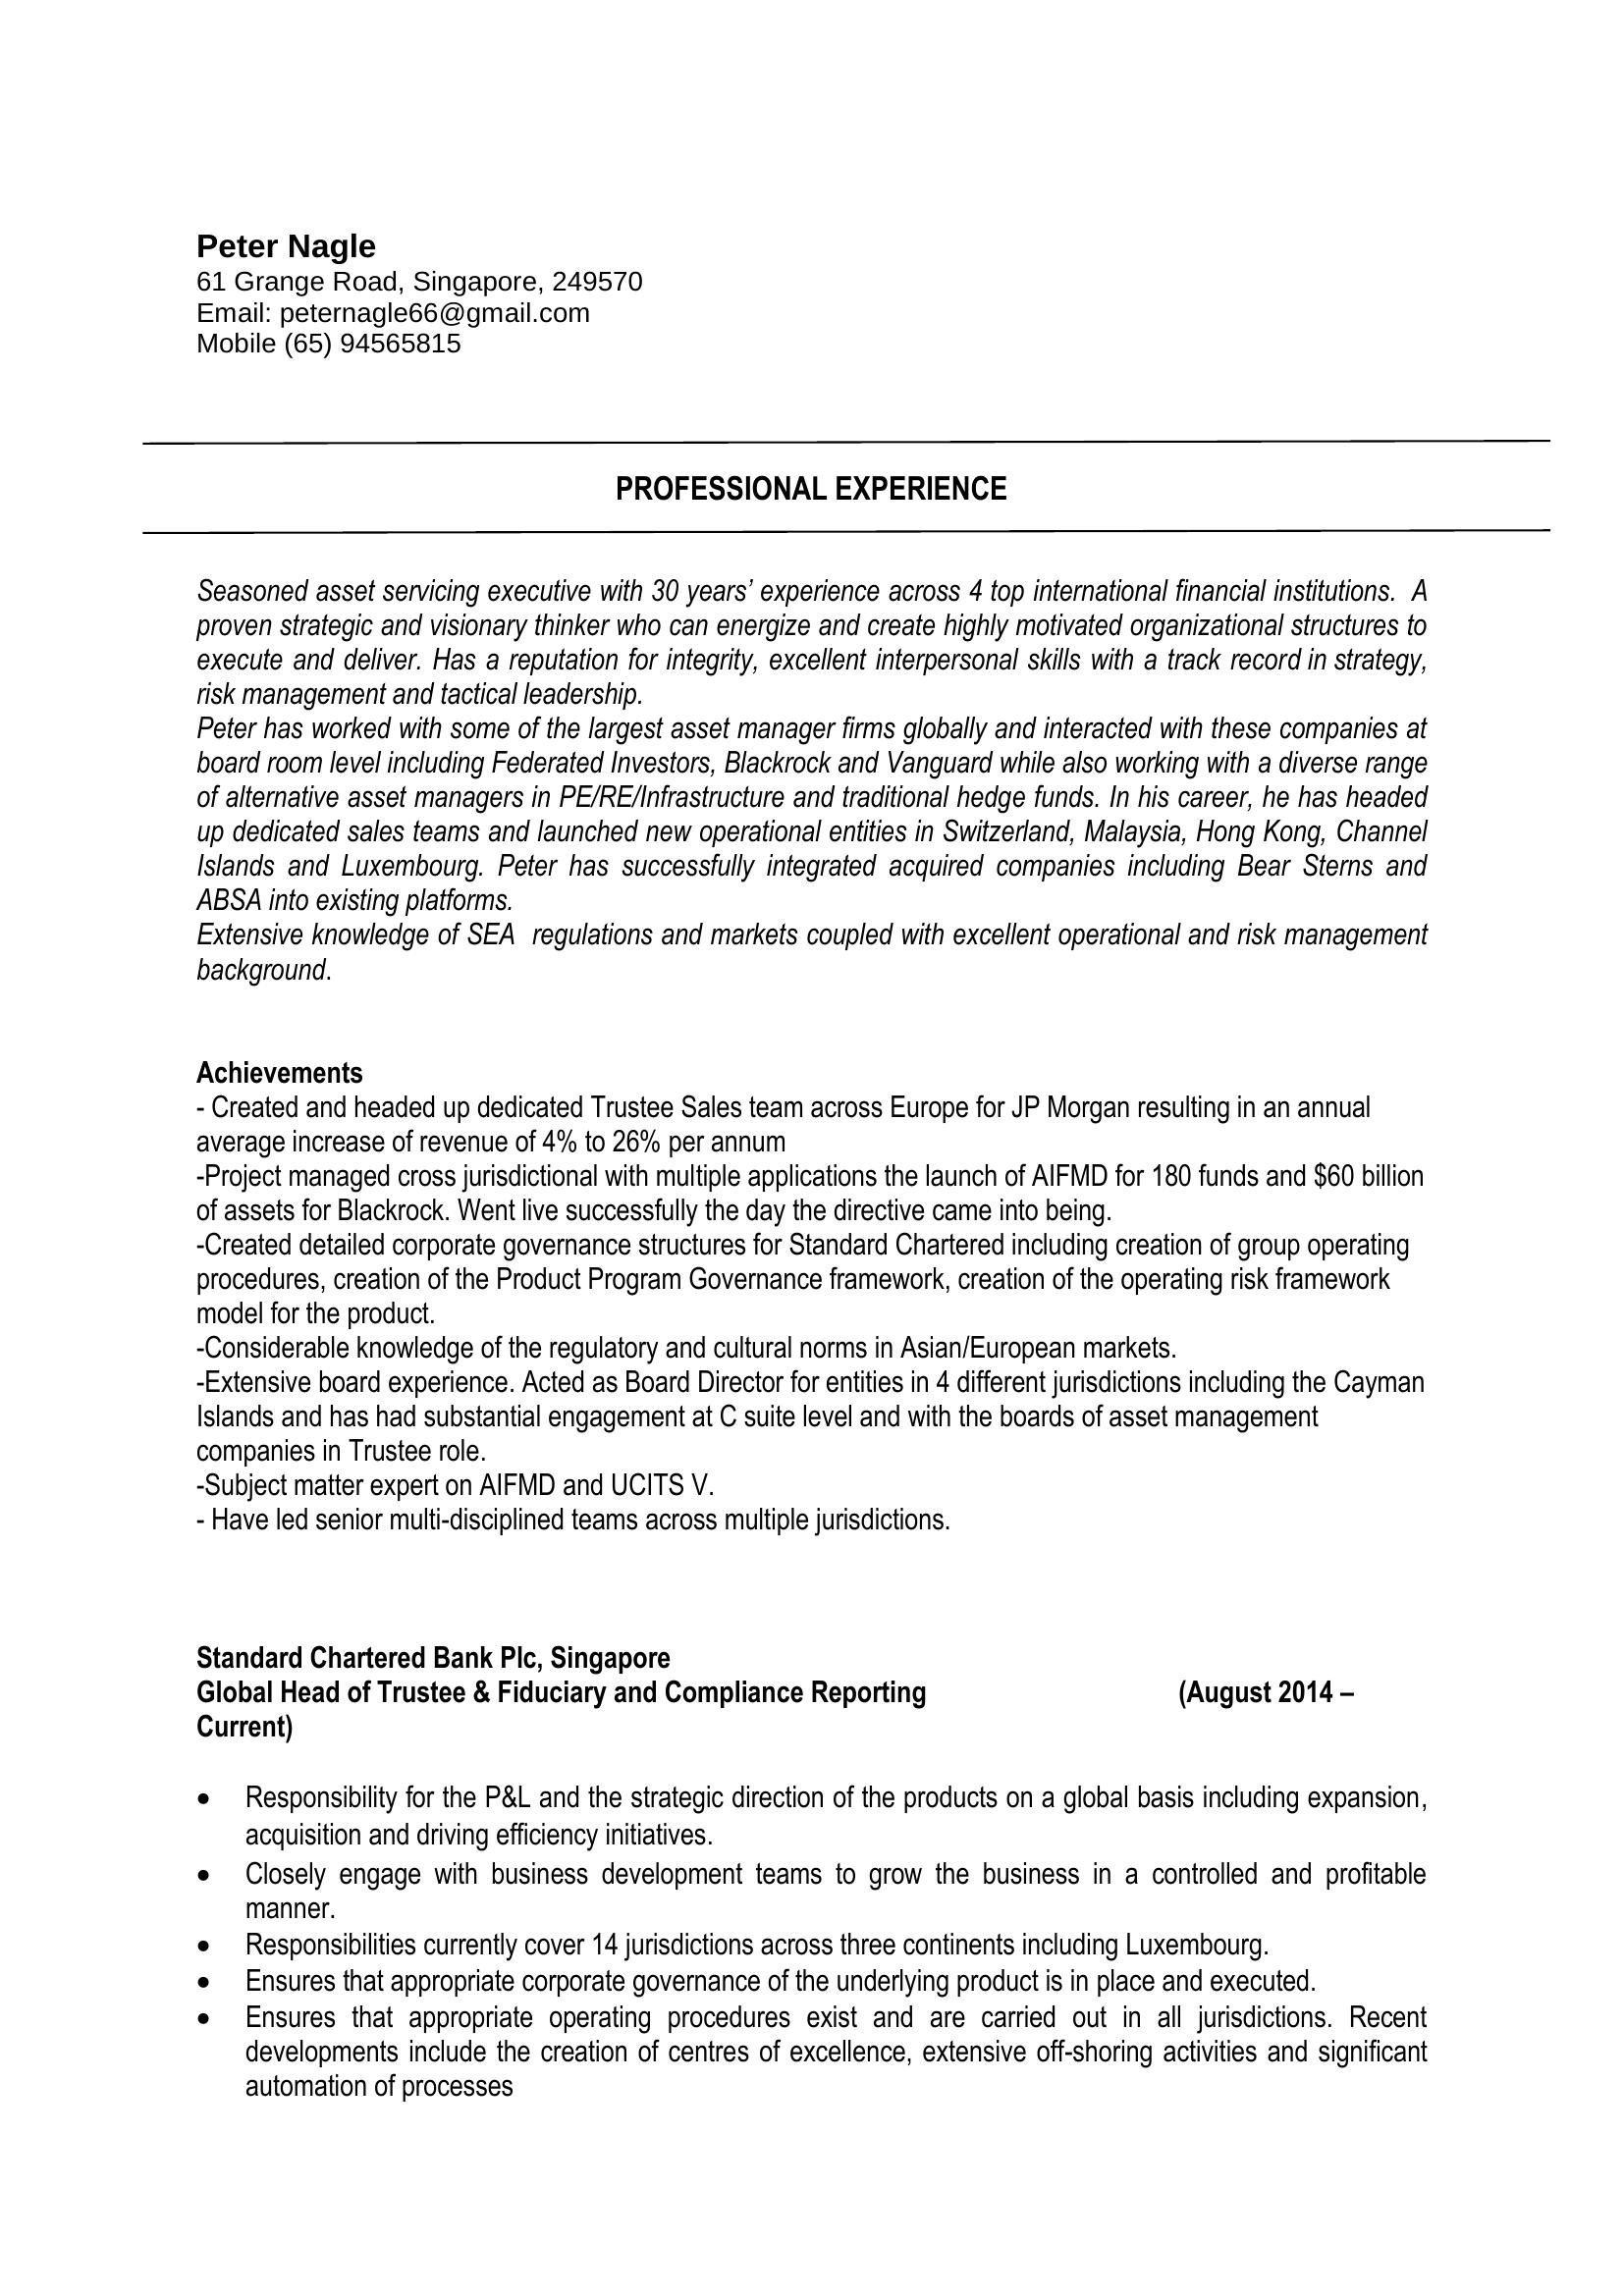 Peter Nagle
61 Grange Road, Singapore, 249570
Email: peternagle66@gmail.com
Mobile (65) 94565815
PROFESSIONAL EXPERIENCE
Seasoned asset servicing executive with 30 years’ experience across 4 top international financial institutions.  A
proven strategic and visionary thinker who can energize and create highly motivated organizational structures to
execute and deliver. Has a reputation for integrity, excellent interpersonal skills with a track record in strategy,
risk management and tactical leadership.
Peter has worked with some of the largest asset manager firms globally and interacted with these companies at
board room level including Federated Investors, Blackrock and Vanguard while also working with a diverse range
of alternative asset managers in PE/RE/Infrastructure and traditional hedge funds. In his career, he has headed
up dedicated sales teams and launched new operational entities in Switzerland, Malaysia, Hong Kong, Channel
Islands and Luxembourg. Peter has successfully integrated acquired companies including Bear Sterns and
ABSA into existing platforms.
Extensive knowledge of SEA  regulations and markets coupled with excellent operational and risk management
background.
Achievements
- Created and headed up dedicated Trustee Sales team across Europe for JP Morgan resulting in an annual
average increase of revenue of 4% to 26% per annum
-Project managed cross jurisdictional with multiple applications the launch of AIFMD for 180 funds and $60 billion
of assets for Blackrock. Went live successfully the day the directive came into being.
-Created detailed corporate governance structures for Standard Chartered including creation of group operating
procedures, creation of the Product Program Governance framework, creation of the operating risk framework
model for the product.
-Considerable knowledge of the regulatory and cultural norms in Asian/European markets.
-Extensive board experience. Acted as Board Director for entities in 4 different jurisdictions including the Cayman
Islands and has had substantial engagement at C suite level and with the boards of asset management
companies in Trustee role.
-Subject matter expert on AIFMD and UCITS V.
- Have led senior multi-disciplined teams across multiple jurisdictions.
Standard Chartered Bank Plc, Singapore
Global Head of Trustee & Fiduciary and Compliance Reporting (August 2014 –
Current)
• Responsibility for the P&L and the strategic direction of the products on a global basis including expansion,
acquisition and driving efficiency initiatives.
• Closely engage with business development teams to grow the business in a controlled and profitable
manner.
• Responsibilities currently cover 14 jurisdictions across three continents including Luxembourg.
• Ensures that appropriate corporate governance of the underlying product is in place and executed.
• Ensures that appropriate operating procedures exist and are carried out in all jurisdictions. Recent
developments include the creation of centres of excellence, extensive off-shoring activities and significant
automation of processes